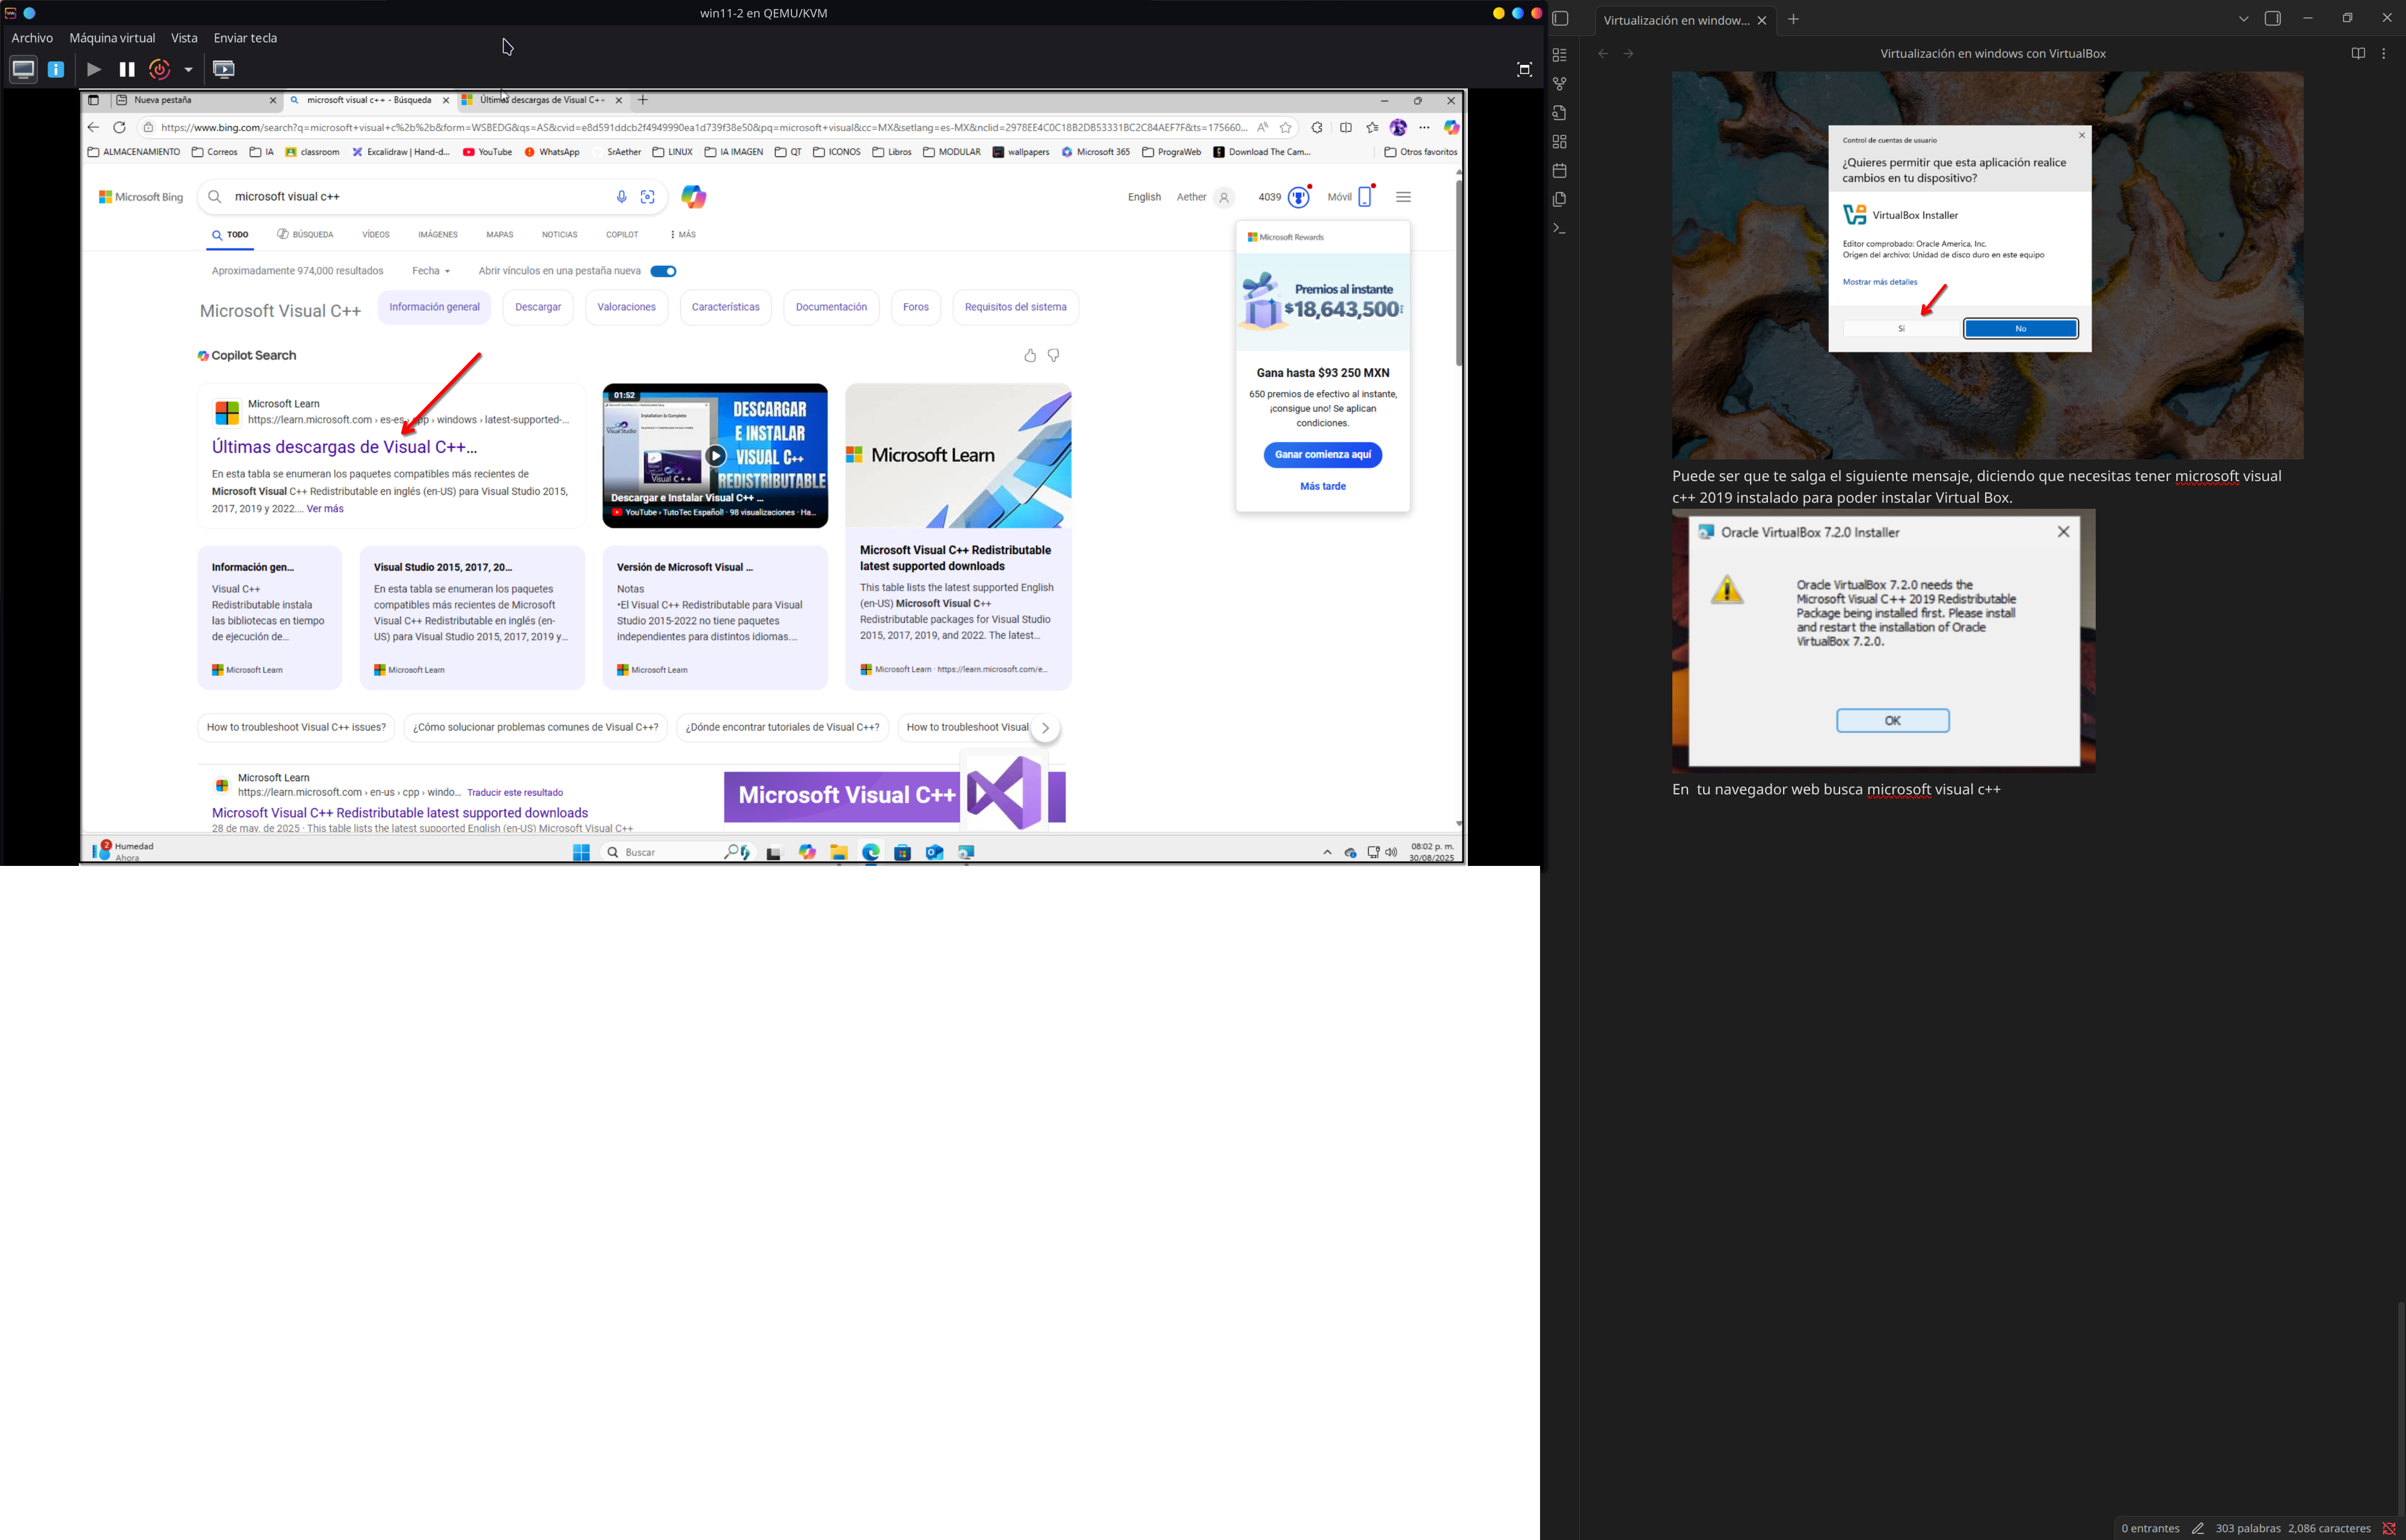 win11-2 en QEMU/KVM
Archivo Máquina virtual Vista Enviar tecla
Nueva pestaña
microsoft visual c++ - Búsqueda
Últimas descargas de Visual C++
https://www.bing.com/search?q=microsoft+visual+c%2b%2b&form=WSBEDG&qs=AS&cvid=e8d591ddcb2f4949990ea1d739f38e50&pq=microsoft+visual&cc=MX&setlang=es-MX&nclid=2978EE4C0C18B2DB53331BC2C84AEF7F&ts=175660...
ALMACENAMIENTO Correos IA classroom Excalidraw | Hand-d... YouTube WhatsApp SrAether LINUX IA IMAGEN QT ICONOS Libros MODULAR wallpapers Microsoft 365 PrograWeb Download The Cam... Otros favoritos
Microsoft Bing
microsoft visual c++
English Aether 4039 Móvil
TODO BÚSQUEDA VÍDEOS IMÁGENES MAPAS NOTICIAS COPILOT MÁS
Aproximadamente 974,000 resultados Fecha Abrir vínculos en una pestaña nueva
Microsoft Visual C++
Información general Descargar Valoraciones Características Documentación Foros Requisitos del sistema
Copilot Search
Microsoft Learn
https://learn.microsoft.com › es-es › cpp › windows › latest-supported-...
Últimas descargas de Visual C++...
En esta tabla se enumeran los paquetes compatibles más recientes de
Microsoft Visual C++ Redistributable en inglés (en-US) para Visual Studio 2015,
2017, 2019 y 2022.... Ver más
01:52
Installation Is Complete
Visual Studio
Visual C++
DESCARGAR
E INSTALAR
VISUAL C++
REDISTRIBUTABLE
Descargar e Instalar Visual C++ ...
YouTube › TutoTec Español! · 98 visualizaciones · Ha...
Microsoft Learn
Microsoft Visual C++ Redistributable
latest supported downloads
This table lists the latest supported English
(en-US) Microsoft Visual C++
Redistributable packages for Visual Studio
2015, 2017, 2019, and 2022. The latest...
Microsoft Learn · https://learn.microsoft.com/e...
Información gen...
Visual C++
Redistributable instala
las bibliotecas en tiempo
de ejecución de...
Microsoft Learn
Visual Studio 2015, 2017, 20...
En esta tabla se enumeran los paquetes
compatibles más recientes de Microsoft
Visual C++ Redistributable en inglés (en-
US) para Visual Studio 2015, 2017, 2019 y...
Microsoft Learn
Versión de Microsoft Visual ...
Notas
•El Visual C++ Redistributable para Visual
Studio 2015-2022 no tiene paquetes
independientes para distintos idiomas....
Microsoft Learn
How to troubleshoot Visual C++ issues? ¿Cómo solucionar problemas comunes de Visual C++? ¿Dónde encontrar tutoriales de Visual C++? How to troubleshoot Visual
Microsoft Learn
https://learn.microsoft.com › en-us › cpp › windo... Traducir este resultado
Microsoft Visual C++ Redistributable latest supported downloads
28 de may. de 2025 · This table lists the latest supported English (en-US) Microsoft Visual C++
Microsoft Visual C++
Microsoft Rewards
Premios al instante
$18,643,500
Gana hasta $93 250 MXN
650 premios de efectivo al instante,
¡consigue uno! Se aplican
condiciones.
Ganar comienza aquí
Más tarde
2
Humedad
Ahora
Buscar
08:02 p. m.
30/08/2025
Virtualización en window...
Virtualización en windows con VirtualBox
Control de cuentas de usuario
¿Quieres permitir que esta aplicación realice
cambios en tu dispositivo?
VirtualBox Installer
Editor comprobado: Oracle America, Inc.
Origen del archivo: Unidad de disco duro en este equipo
Mostrar más detalles
Sí No
Puede ser que te salga el siguiente mensaje, diciendo que necesitas tener microsoft visual
c++ 2019 instalado para poder instalar Virtual Box.
Oracle VirtualBox 7.2.0 Installer
Oracle VirtualBox 7.2.0 needs the
Microsoft Visual C++ 2019 Redistributable
Package being installed first. Please install
and restart the installation of Oracle
VirtualBox 7.2.0.
OK
En tu navegador web busca microsoft visual c++
0 entrantes 303 palabras 2,086 caracteres